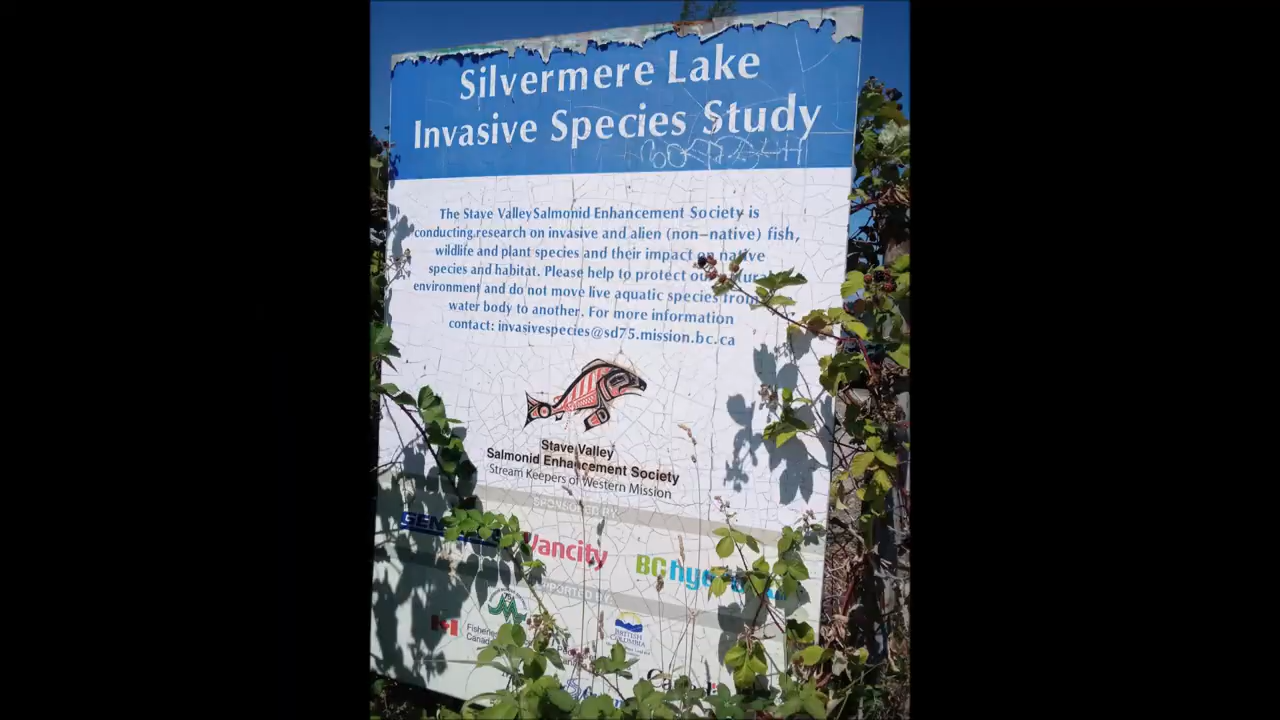 Silvermere Lake
Invasive Species Study
The Stave Valley Salmonid Enhancement Society is
conducting research on invasive and alien (non-native) fish,
wildlife and plant species and their impact on native
species and habitat. Please help to protect our natural
environment and do not move live aquatic species from
water body to another. For more information
contact: invasivespecies@sd75.mission.bc.ca
Stave Valley
Salmonid Enhancement Society
Stream Keepers of Western Mission
SPONSORED BY:
Vancity
BC hydro
BRITISH
COLUMBIA